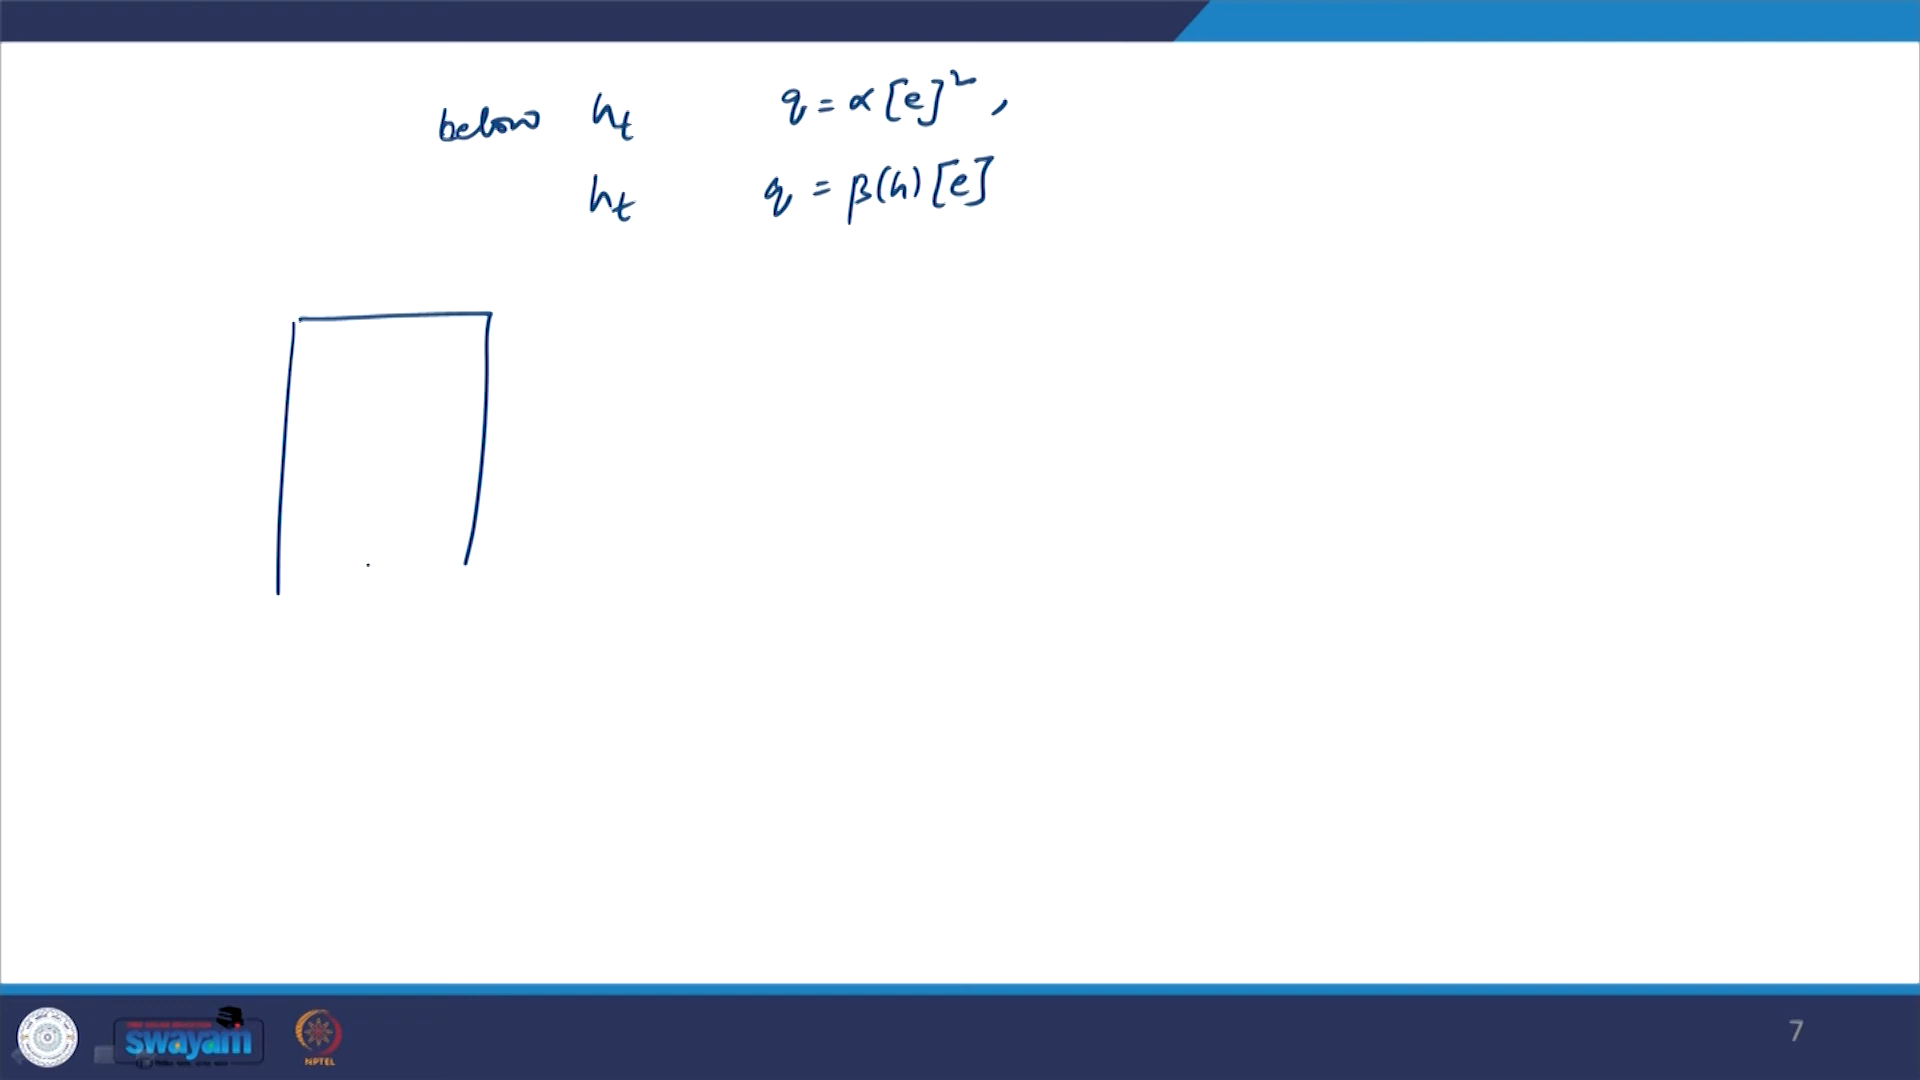 below h_t q = α[e]²,
h_t q = β(h)[e]
swayam
NPTEL
7